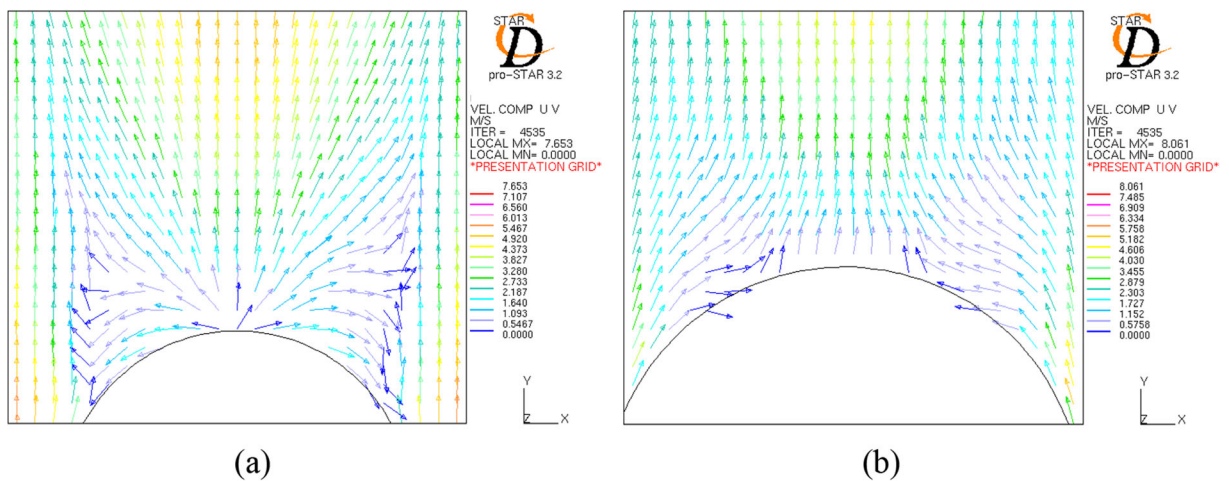 STAR
D
pro-STAR 3.2
VEL. COMP U V
M/S
ITER = 4535
LOCAL MX= 7.653
LOCAL MN= 0.0000
*PRESENTATION GRID*
7.653
7.107
6.560
6.013
5.467
4.920
4.373
3.827
3.280
2.733
2.187
1.640
1.093
0.5467
0.0000
Y
Z X
(a)
STAR
D
pro-STAR 3.2
VEL. COMP U V
M/S
ITER = 4535
LOCAL MX= 8.061
LOCAL MN= 0.0000
*PRESENTATION GRID*
8.061
7.485
6.909
6.334
5.758
5.182
4.606
4.030
3.455
2.879
2.303
1.727
1.152
0.5758
0.0000
Y
Z X
(b)